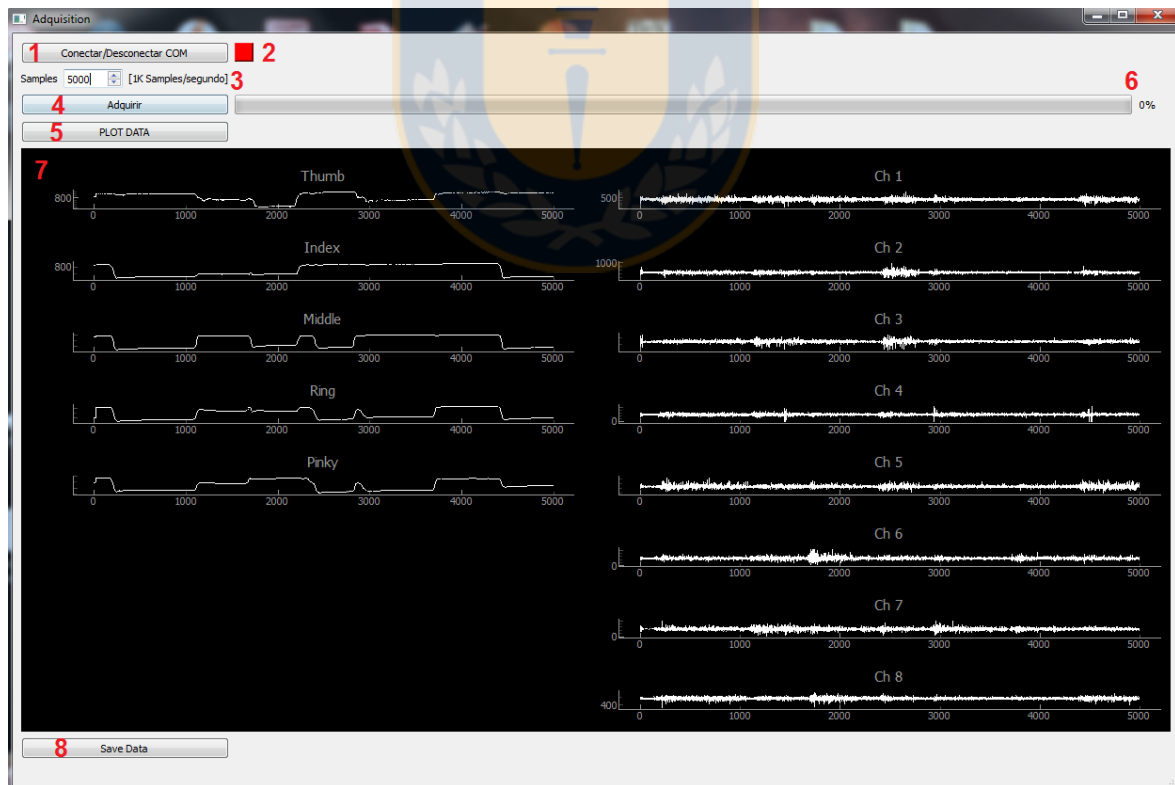 Adquisition
1 Conectar/Desconectar COM 2
Samples 5000 [1K Samples/segundo] 3
4 Adquirir 6 0%
5 PLOT DATA
7
Thumb
800
0 1000 2000 3000 4000 5000
Index
800
0 1000 2000 3000 4000 5000
Middle
0 1000 2000 3000 4000 5000
Ring
0 1000 2000 3000 4000 5000
Pinky
0 1000 2000 3000 4000 5000
Ch 1
500
0 1000 2000 3000 4000 5000
Ch 2
1000
0 1000 2000 3000 4000 5000
Ch 3
0 1000 2000 3000 4000 5000
Ch 4
0
0 1000 2000 3000 4000 5000
Ch 5
0 1000 2000 3000 4000 5000
Ch 6
0
0 1000 2000 3000 4000 5000
Ch 7
0
0 1000 2000 3000 4000 5000
Ch 8
400
0 1000 2000 3000 4000 5000
8 Save Data